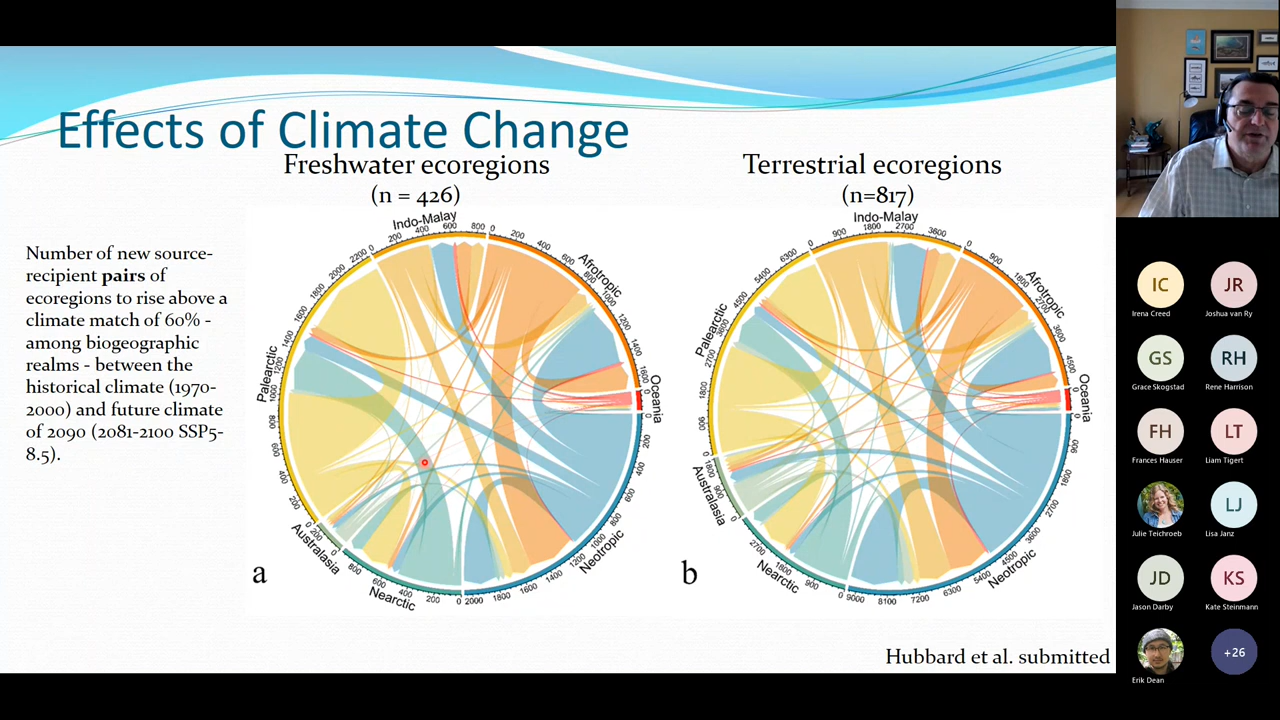 Effects of Climate Change
Freshwater ecoregions
(n = 426)
Terrestrial ecoregions
(n=817)
Number of new source-
recipient pairs of
ecoregions to rise above a
climate match of 60% -
among biogeographic
realms - between the
historical climate (1970-
2000) and future climate
of 2090 (2081-2100 SSP5-
8.5).
Indo-Malay
Afrotropic
Oceania
Neotropic
Nearctic
Australasia
Palearctic
a
Indo-Malay
Afrotropic
Oceania
Neotropic
Nearctic
Australasia
Palearctic
b
Hubbard et al. submitted
IC
Irena Creed
JR
Joshua van Ry
GS
Grace Skogstad
RH
Rene Harrison
FH
Frances Hauser
LT
Liam Tigert
Julie Teichroeb
LJ
Lisa Janz
JD
Jason Darby
KS
Kate Steinmann
Erik Dean
+26